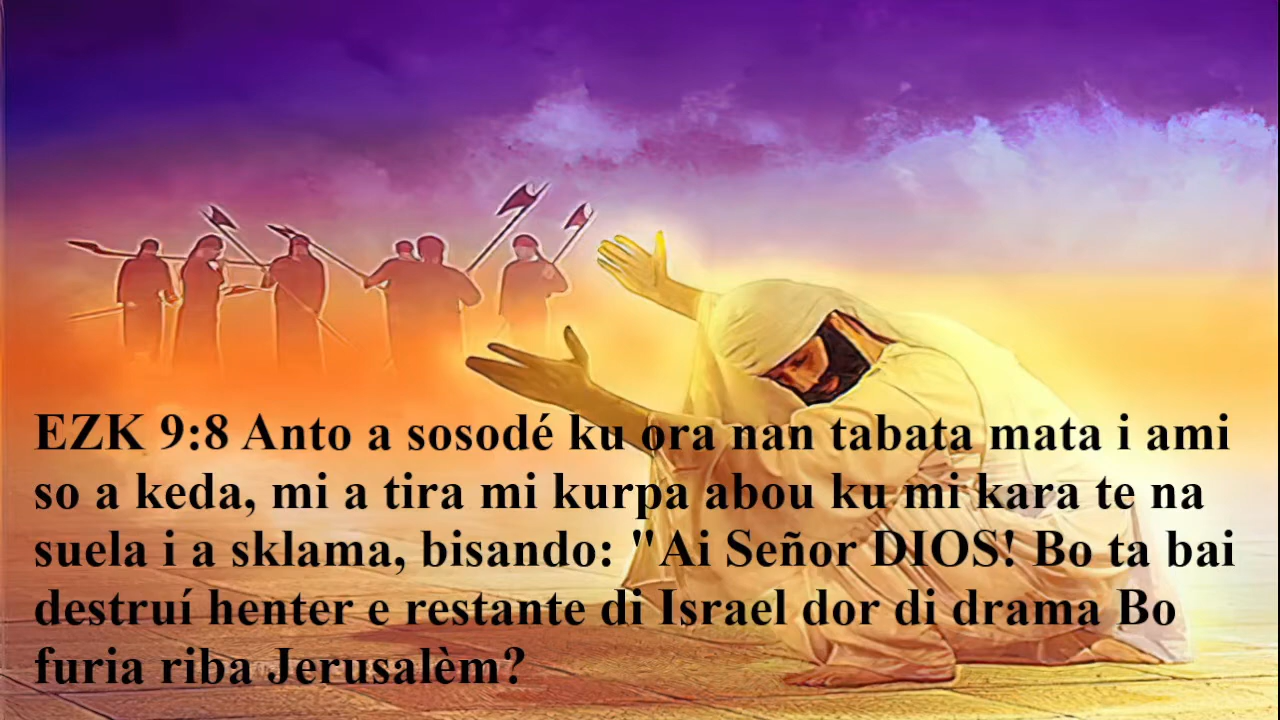 EZK 9:8 Anto a sosodé ku ora nan tabata mata i ami
so a keda, mi a tira mi kurpa abou ku mi kara te na
suela i a sklama, bisando: "Ai Señor DIOS! Bo ta bai
destruí henter e restante di Israel dor di drama Bo
furia riba Jerusalèm?